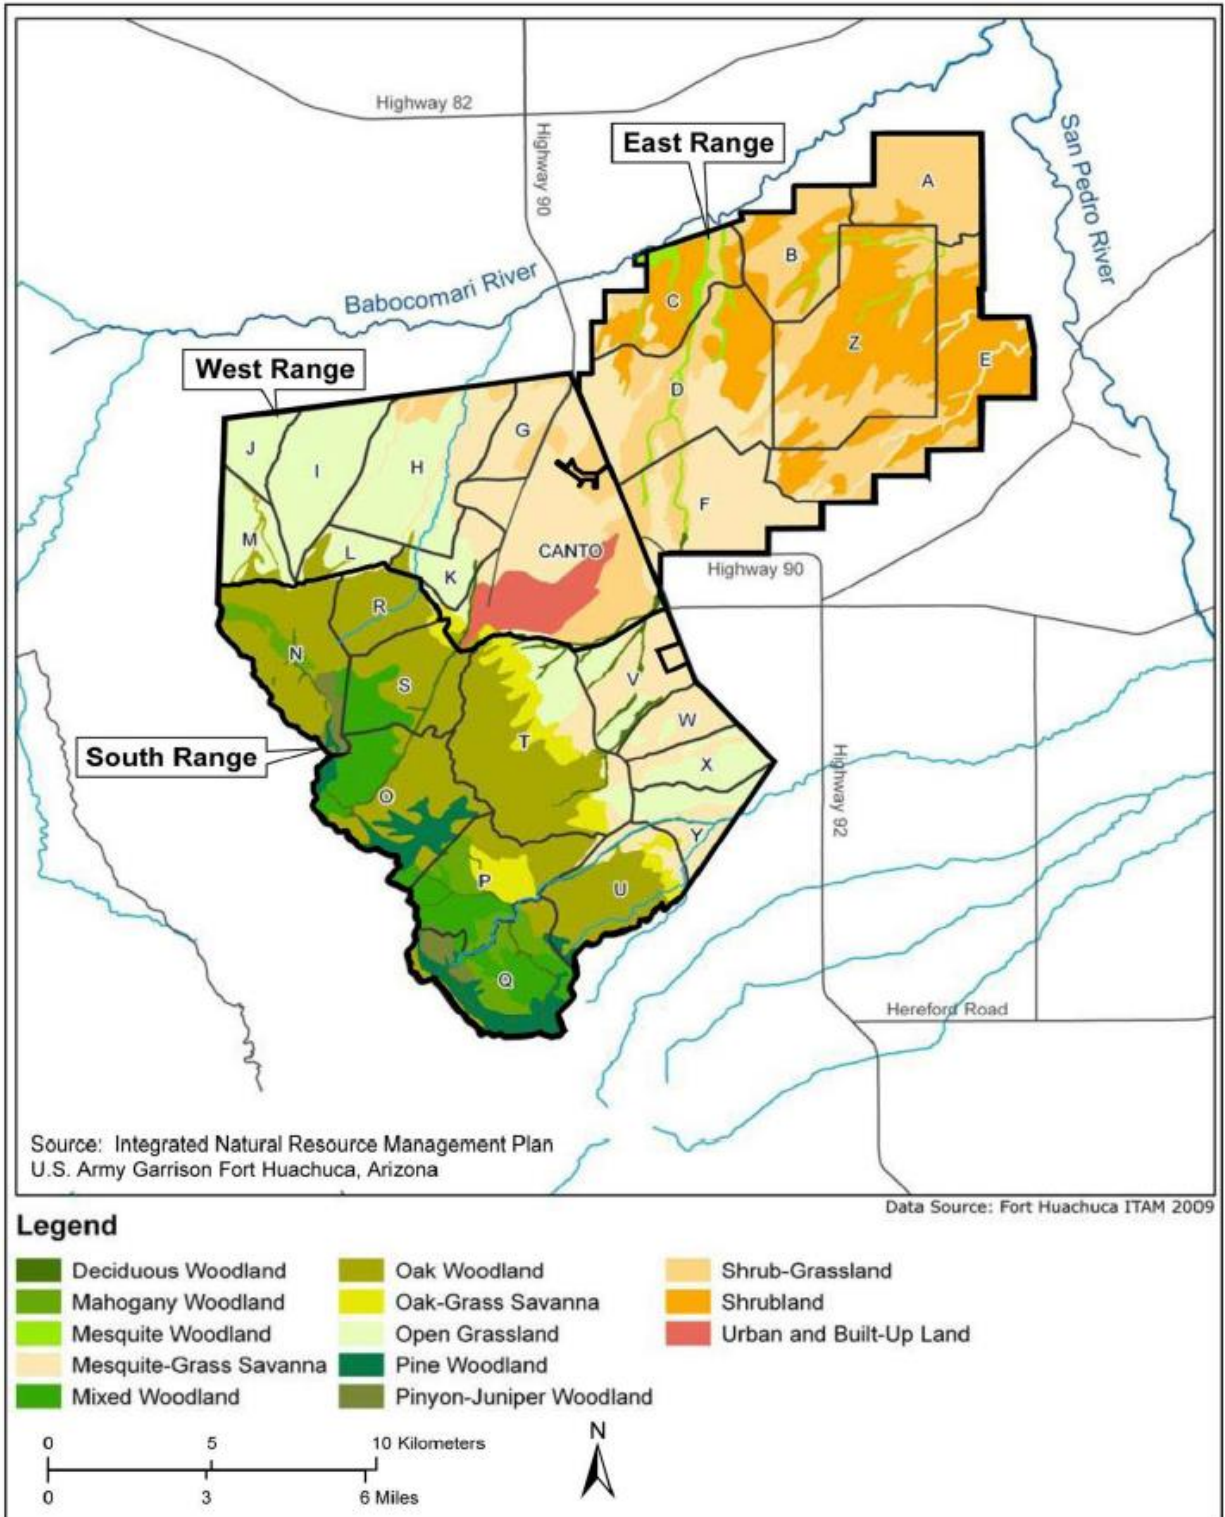 Highway 82
Highway 90
East Range
San Pedro River
A
B
Babocomari River
C
Z
E
West Range
D
G
J
I
H
F
M
L
CANTO
K
Highway 90
R
N
S
V
W
T
X
South Range
O
Highway 92
Y
P
U
Q
Hereford Road
Source: Integrated Natural Resource Management Plan
U.S. Army Garrison Fort Huachuca, Arizona
Data Source: Fort Huachuca ITAM 2009
Legend
Deciduous Woodland
Mahogany Woodland
Mesquite Woodland
Mesquite-Grass Savanna
Mixed Woodland
Oak Woodland
Oak-Grass Savanna
Open Grassland
Pine Woodland
Pinyon-Juniper Woodland
Shrub-Grassland
Shrubland
Urban and Built-Up Land
0 5 10 Kilometers
0 3 6 Miles
N